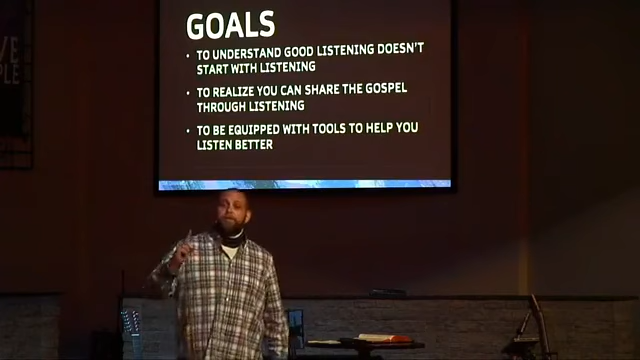 GOALS
• TO UNDERSTAND GOOD LISTENING DOESN'T
START WITH LISTENING
• TO REALIZE YOU CAN SHARE THE GOSPEL
THROUGH LISTENING
• TO BE EQUIPPED WITH TOOLS TO HELP YOU
LISTEN BETTER